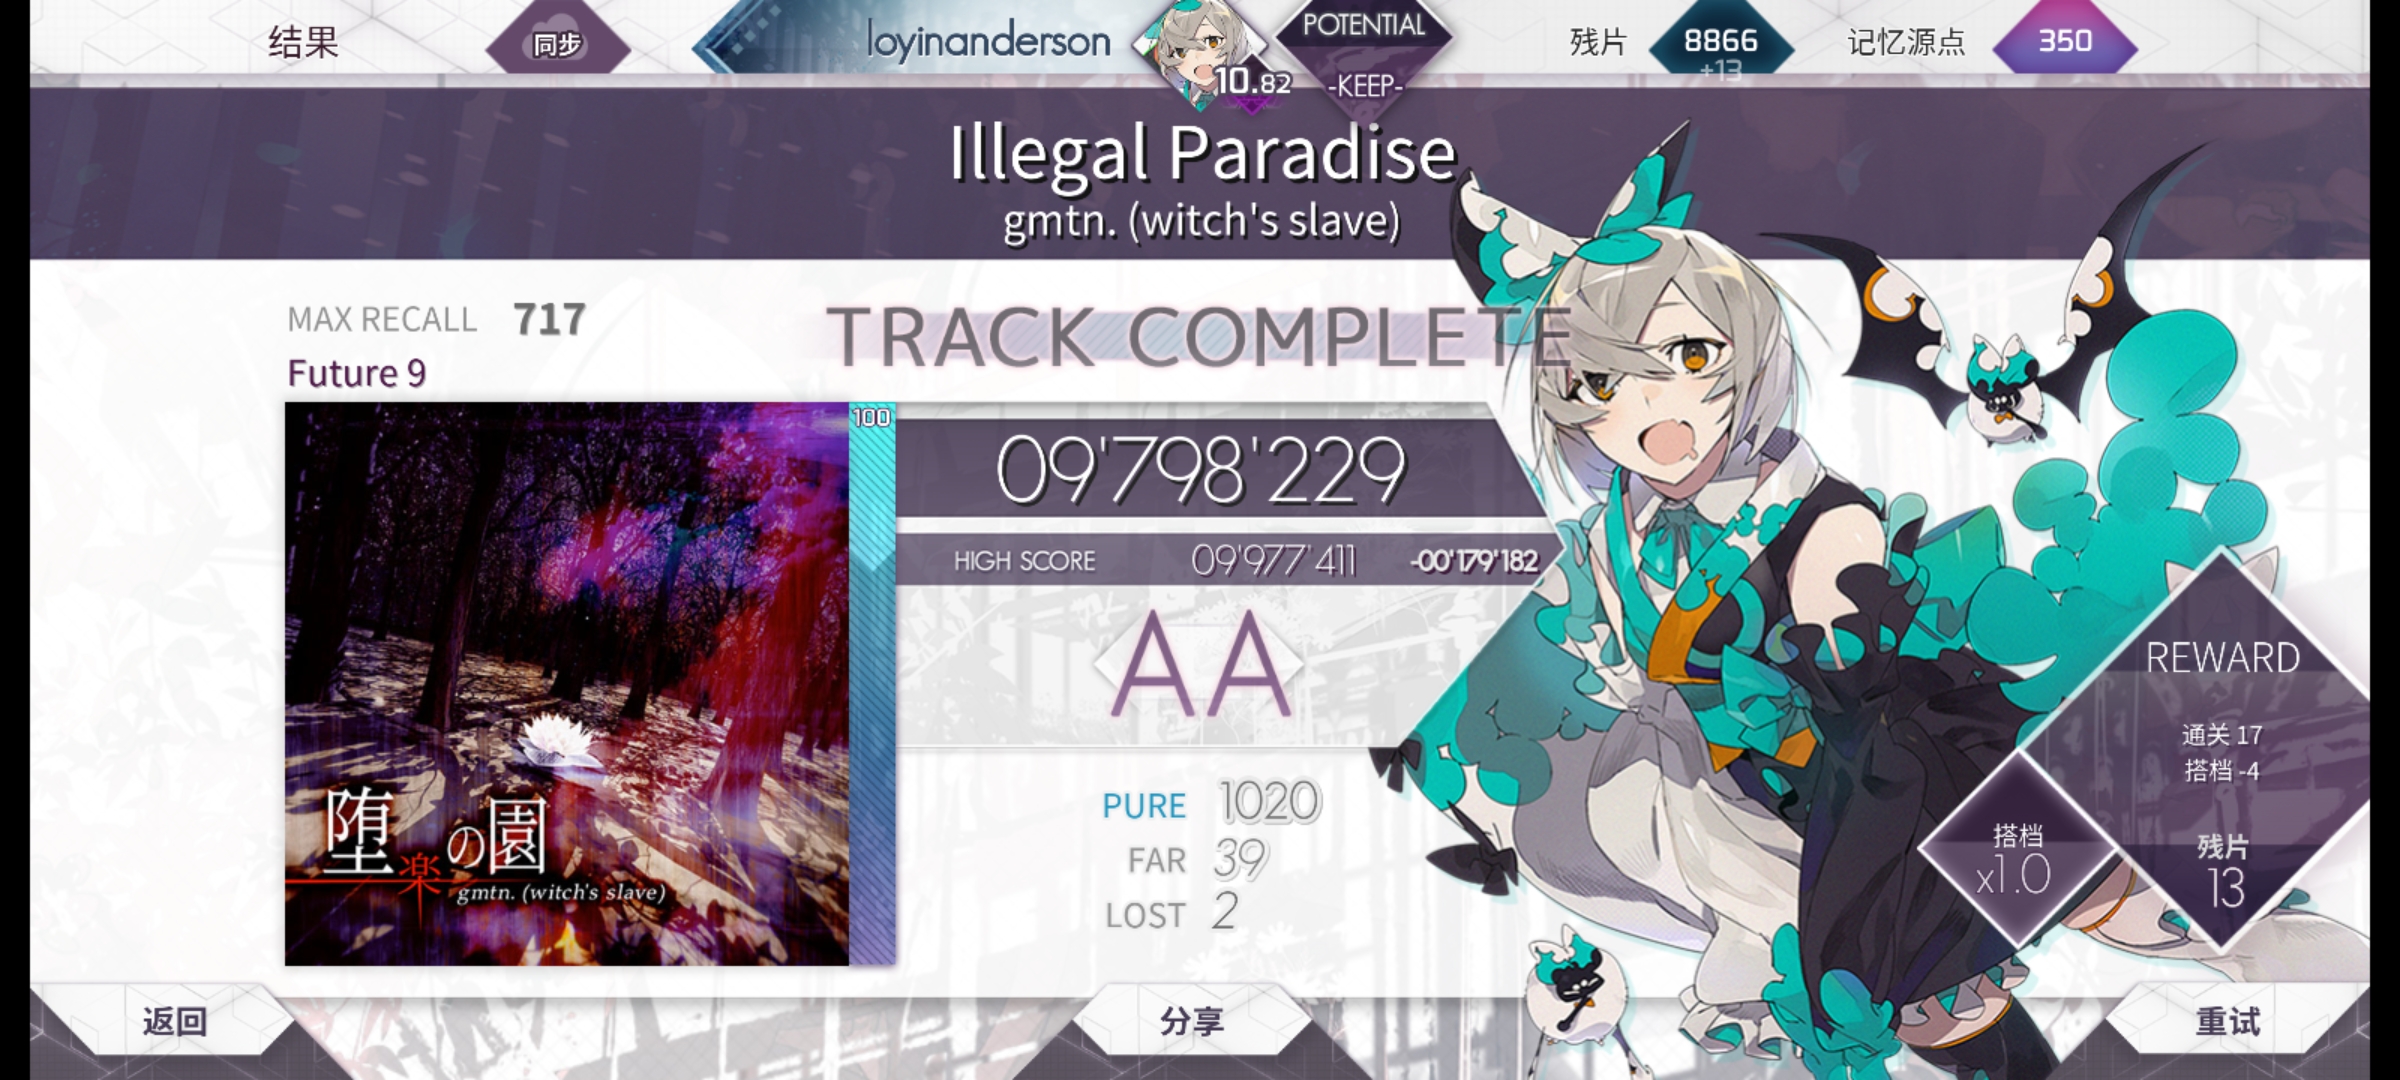 结果
同步
loyinanderson
10.82
POTENTIAL
-KEEP-
残片
8866
+13
记忆源点
350
Illegal Paradise
gmtn. (witch's slave)
MAX RECALL 717
Future 9
TRACK COMPLETE
100
09'798'229
HIGH SCORE 09'977'411 -00'179'182
AA
堕楽の園
gmtn. (witch's slave)
PURE 1020
FAR 39
LOST 2
REWARD
通关 17
搭档 -4
残片
13
搭档
x1.0
返回
分享
重试